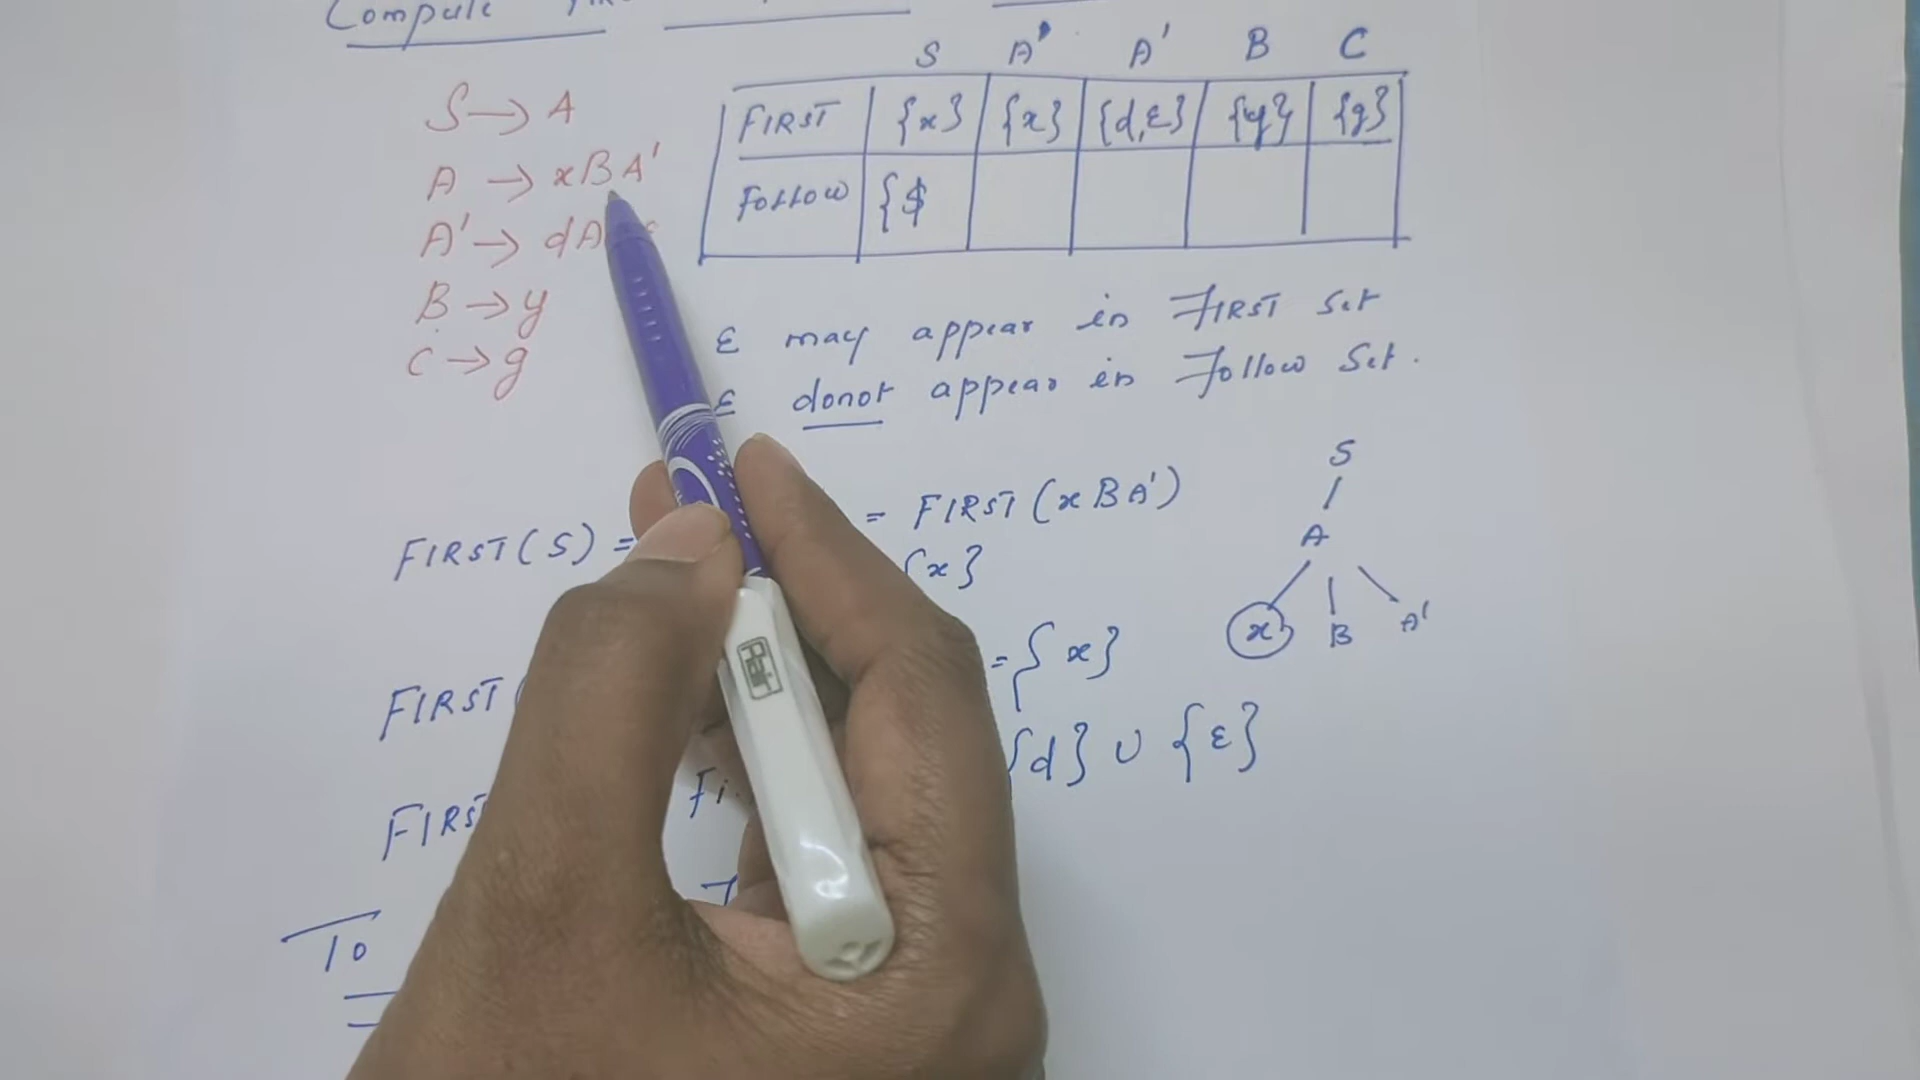 Compute
S → A
A → xBA'
A' → dA
B → y
C → g
S A' A' B C
FIRST {x} {x} {d,ε} {y} {g}
Follow {$
ε may appear in FIRST Set
ε donot appear in Follow Set.
FIRST(S) = = FIRST(xBA')
{x}
S
A
x B A'
FIRST( = {x}
FIRST {d} ∪ {ε}
To